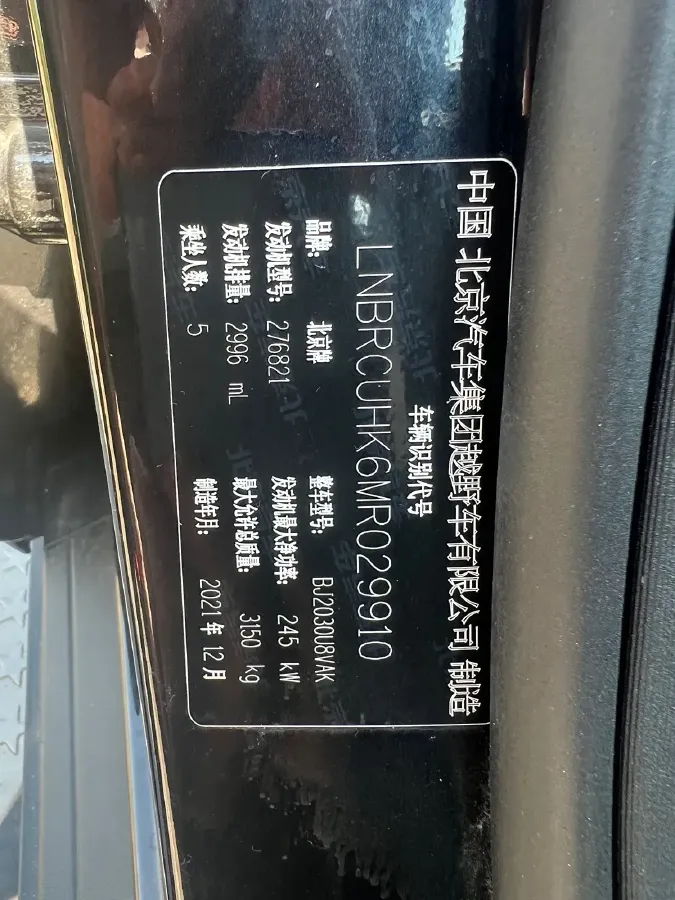 中国 北京汽车集团越野车有限公司 制造
车辆识别代号
LNBRCUHK6MR029910
品牌: 北京牌 整车型号: BJ2030U8VAK
发动机型号: 276821 发动机最大净功率: 245 kW
发动机排量: 2996 mL 最大允许总质量: 3150 kg
乘坐人数: 5 制造年月: 2021年 12月